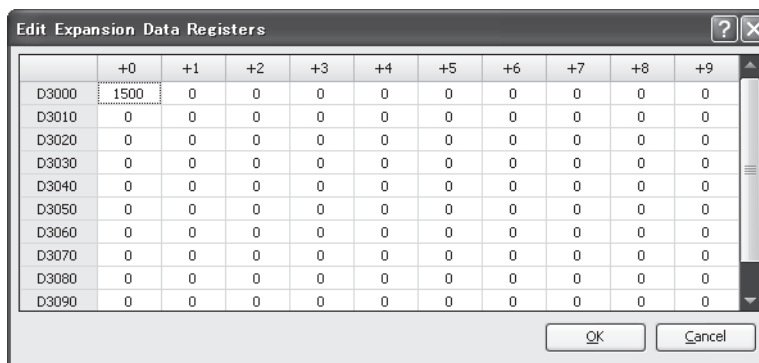 Edit Expansion Data Registers ? X
+0 +1 +2 +3 +4 +5 +6 +7 +8 +9
D3000 1500 0 0 0 0 0 0 0 0 0
D3010 0 0 0 0 0 0 0 0 0 0
D3020 0 0 0 0 0 0 0 0 0 0
D3030 0 0 0 0 0 0 0 0 0 0
D3040 0 0 0 0 0 0 0 0 0 0
D3050 0 0 0 0 0 0 0 0 0 0
D3060 0 0 0 0 0 0 0 0 0 0
D3070 0 0 0 0 0 0 0 0 0 0
D3080 0 0 0 0 0 0 0 0 0 0
D3090 0 0 0 0 0 0 0 0 0 0
OK Cancel